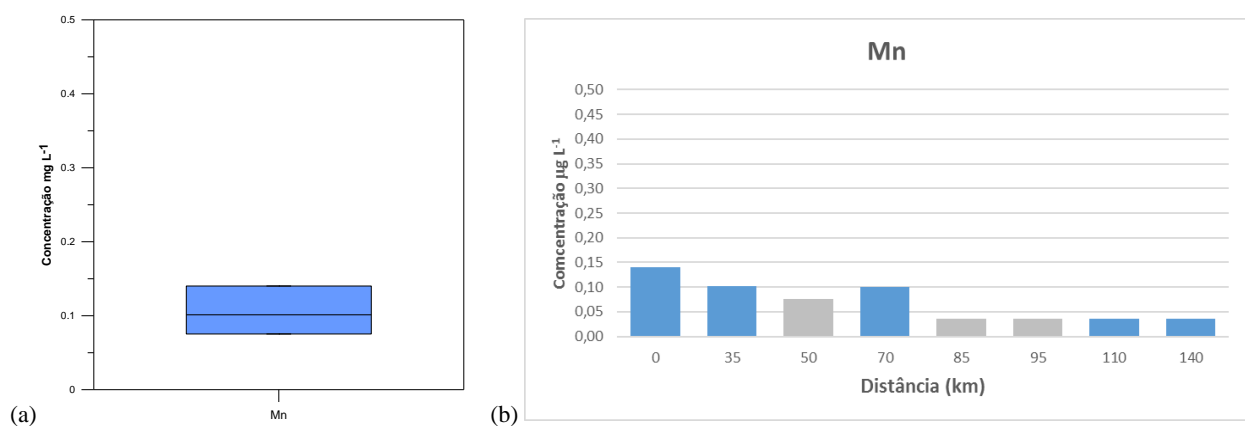 0.5
0.4
0.3
0.2
0.1
0
Concentração mg L-1
Mn
(a)
Mn
0,50
0,45
0,40
0,35
0,30
0,25
0,20
0,15
0,10
0,05
0,00
Comcentração µg L-1
0 35 50 70 85 95 110 140
Distância (km)
(b)